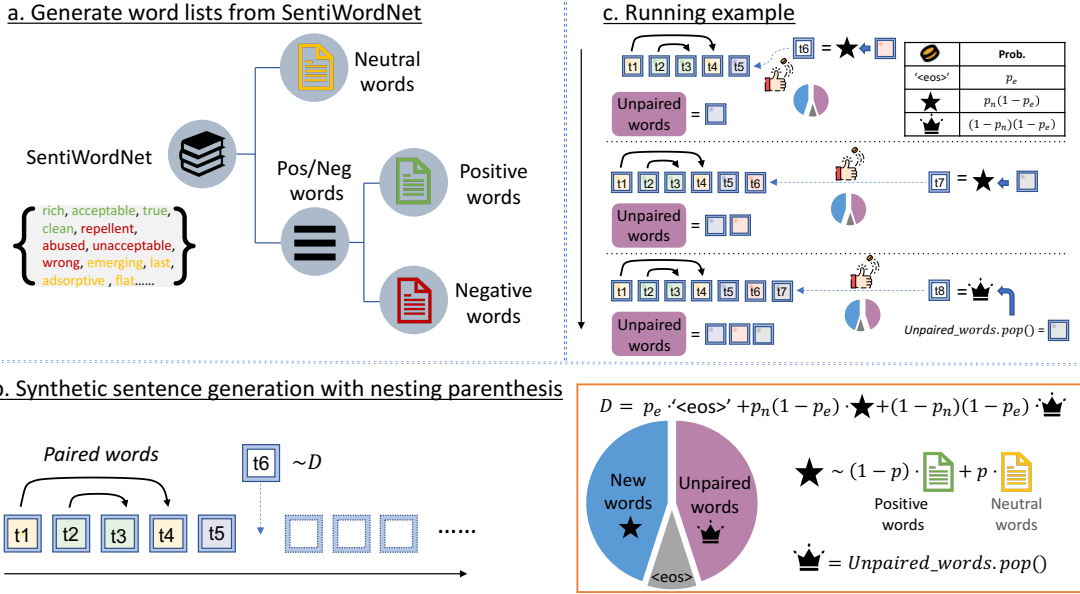 a. Generate word lists from SentiWordNet
Neutral
words
SentiWordNet
Pos/Neg
words
Positive
words
Negative
words
rich, acceptable, true,
clean, repellent,
abused, unacceptable,
wrong, emerging, last,
adsorptive , flat......
c. Running example
t1 t2 t3 t4 t5
t6 =
Unpaired
words
=
Prob.
'<eos>' p_e
p_n(1 − p_e)
(1 − p_n)(1 − p_e)
t1 t2 t3 t4 t5 t6
t7 =
Unpaired
words
=
t1 t2 t3 t4 t5 t6 t7
t8 =
Unpaired
words
=
Unpaired_words.pop() =
. Synthetic sentence generation with nesting parenthesis
Paired words
t6 ~D
t1 t2 t3 t4 t5
......
D = p_e ·'<eos>' +p_n(1 − p_e) · +(1 − p_n)(1 − p_e) ·
New
words
Unpaired
words
<eos>
~ (1 − p) · + p ·
Positive
words
Neutral
words
= Unpaired_words.pop()